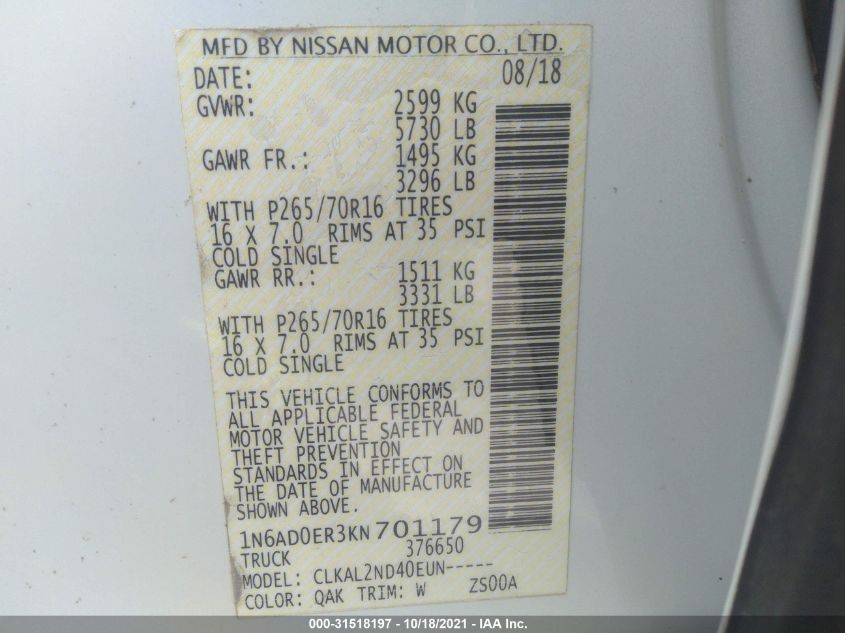 MFD BY NISSAN MOTOR CO., LTD.
DATE: 08/18
GVWR: 2599 KG
5730 LB
GAWR FR.: 1495 KG
3296 LB
WITH P265/70R16 TIRES
16 X 7.0 RIMS AT 35 PSI
COLD SINGLE
GAWR RR.: 1511 KG
3331 LB
WITH P265/70R16 TIRES
16 X 7.0 RIMS AT 35 PSI
COLD SINGLE
THIS VEHICLE CONFORMS TO
ALL APPLICABLE FEDERAL
MOTOR VEHICLE SAFETY AND
THEFT PREVENTION
STANDARDS IN EFFECT ON
THE DATE OF MANUFACTURE
SHOWN ABOVE.
1N6AD0ER3KN701179
TRUCK 376650
MODEL: CLKAL2ND40EUN-----
COLOR: QAK TRIM: W ZS00A
000-31518197 - 10/18/2021 - IAA Inc.